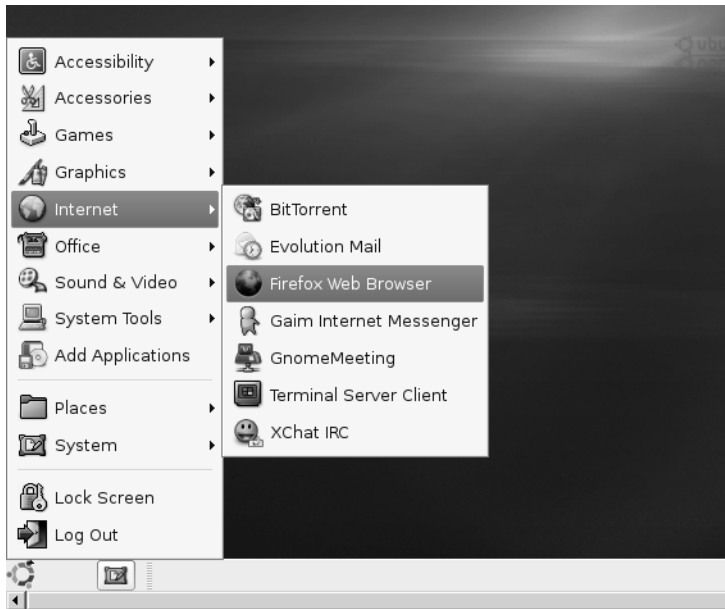 Accessibility
Accessories
Games
Graphics
Internet
Office
Sound & Video
System Tools
Add Applications
Places
System
Lock Screen
Log Out
BitTorrent
Evolution Mail
Firefox Web Browser
Gaim Internet Messenger
GnomeMeeting
Terminal Server Client
XChat IRC